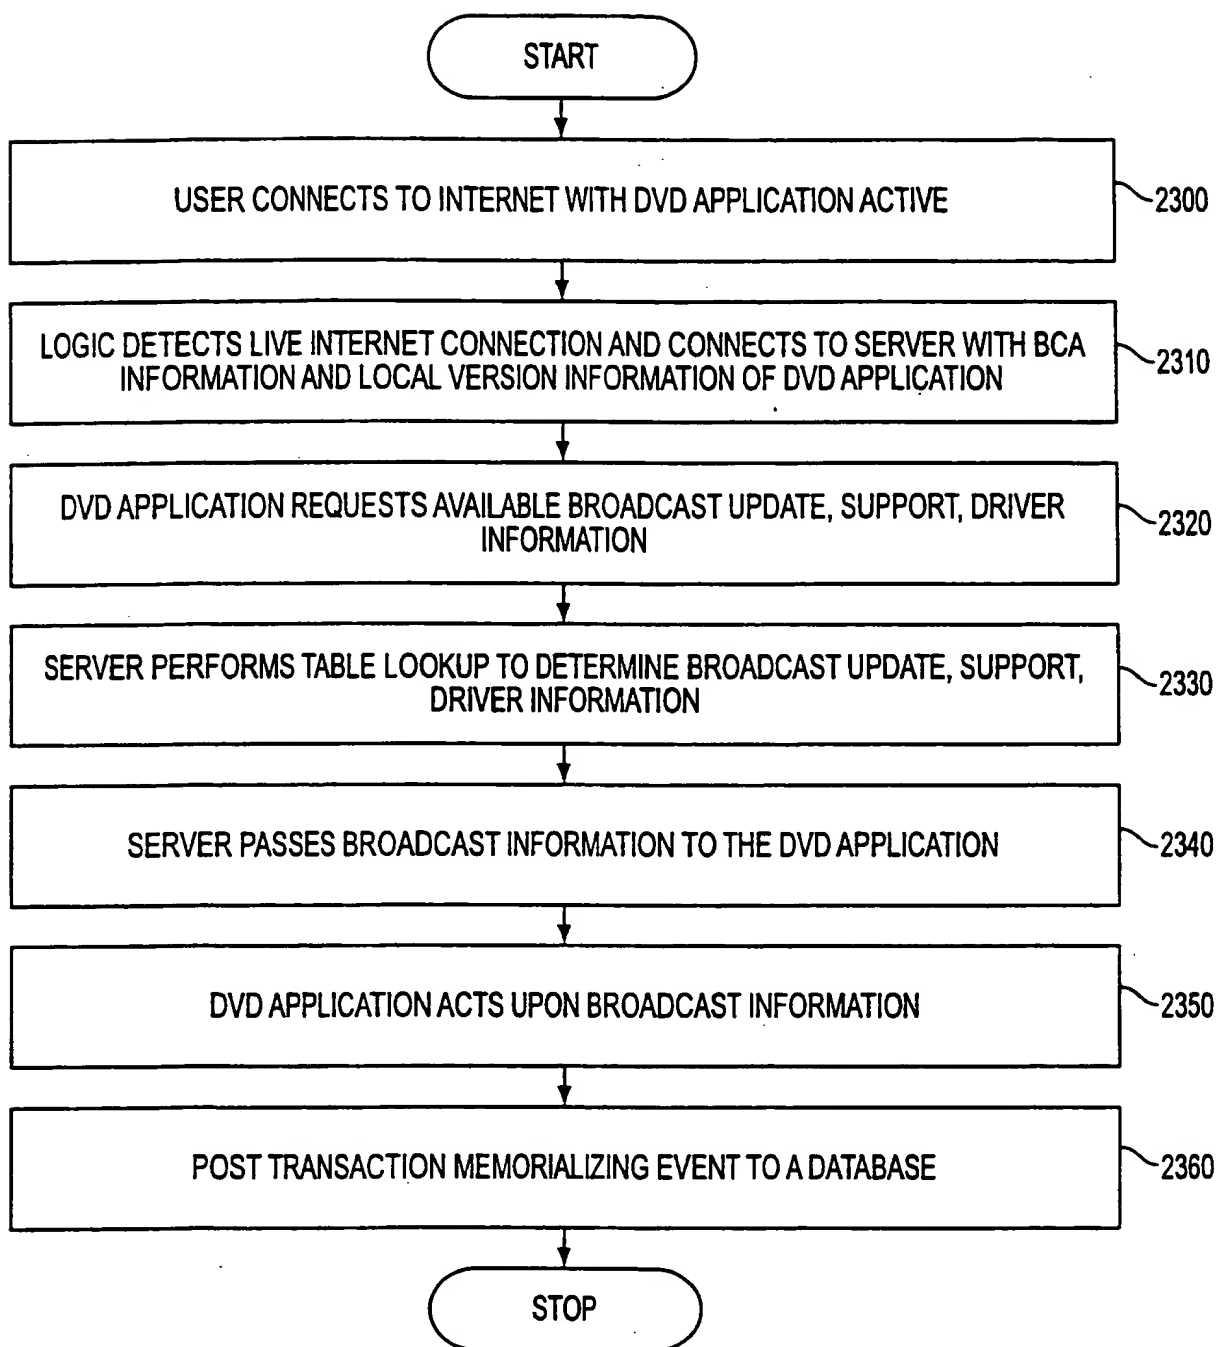 START
USER CONNECTS TO INTERNET WITH DVD APPLICATION ACTIVE
2300
LOGIC DETECTS LIVE INTERNET CONNECTION AND CONNECTS TO SERVER WITH BCA
INFORMATION AND LOCAL VERSION INFORMATION OF DVD APPLICATION
2310
DVD APPLICATION REQUESTS AVAILABLE BROADCAST UPDATE, SUPPORT, DRIVER
INFORMATION
2320
SERVER PERFORMS TABLE LOOKUP TO DETERMINE BROADCAST UPDATE, SUPPORT,
DRIVER INFORMATION
2330
SERVER PASSES BROADCAST INFORMATION TO THE DVD APPLICATION
2340
DVD APPLICATION ACTS UPON BROADCAST INFORMATION
2350
POST TRANSACTION MEMORIALIZING EVENT TO A DATABASE
2360
STOP